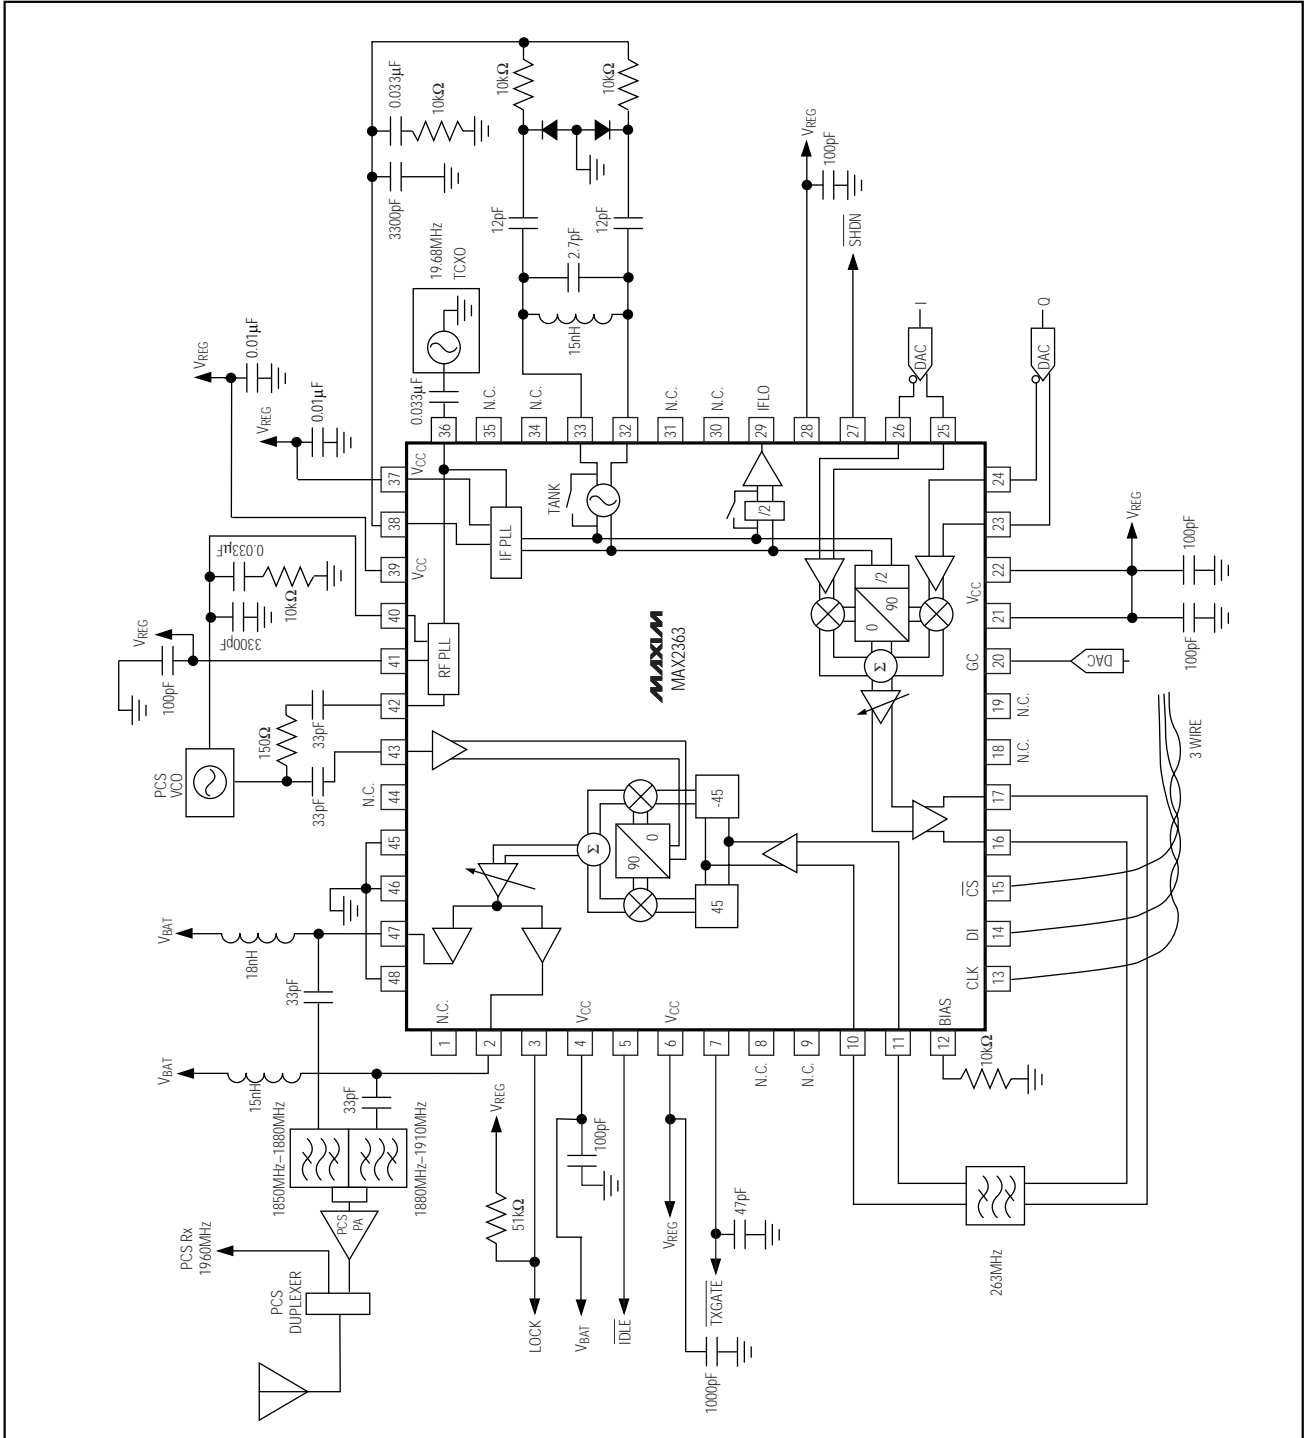 0.033μF
10kΩ
3300pF
10kΩ
10kΩ
12pF
12pF
2.7pF
15nH
19.68MHz
TCXO
0.033μF
VREG
0.01μF
VREG
0.01μF
VREG
100pF
SHDN
DAC
I
DAC
Q
36
35
N.C.
34
N.C.
33
32
31
N.C.
30
N.C.
29
IFLO
28
27
26
25
37
VCC
38
39
VCC
40
41
42
43
44
N.C.
45
46
47
48
0.033μF
10kΩ
3300pF
VREG
100pF
150Ω
33pF
33pF
PCS
VCO
TANK
IF PLL
RF PLL
/2
/2
0
90
Σ
MAXIM
MAX2363
-45
45
0
90
Σ
24
23
22
VCC
21
20
GC
19
N.C.
18
N.C.
17
16
15
CS
14
DI
13
CLK
VREG
100pF
100pF
DAC
3 WIRE
VBAT
18nH
33pF
VBAT
15nH
33pF
1850MHz–1880MHz
1880MHz–1910MHz
PCS
PA
PCS Rx
1960MHz
PCS
DUPLEXER
1
N.C.
2
3
4
VCC
5
6
VCC
7
8
N.C.
9
N.C.
10
11
12
BIAS
10kΩ
VREG
51kΩ
LOCK
100pF
VBAT
IDLE
VREG
1000pF
TXGATE
47pF
263MHz